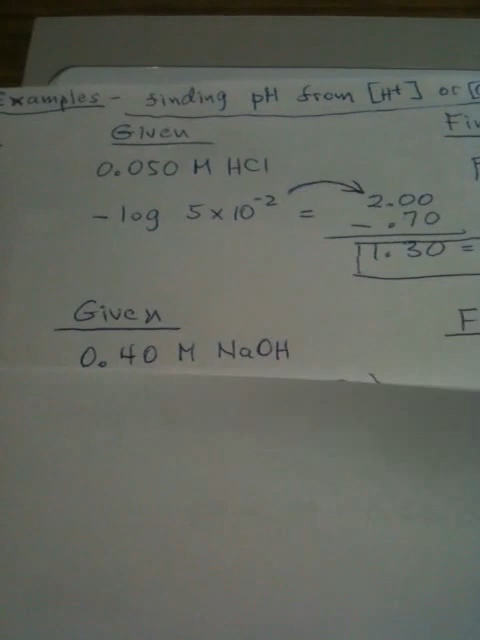 Examples - finding pH from [H+] or [
Given
0.050 M HCl
- log 5 x 10-2 = 2.00
- .70
1.30 =
Given
0.40 M NaOH